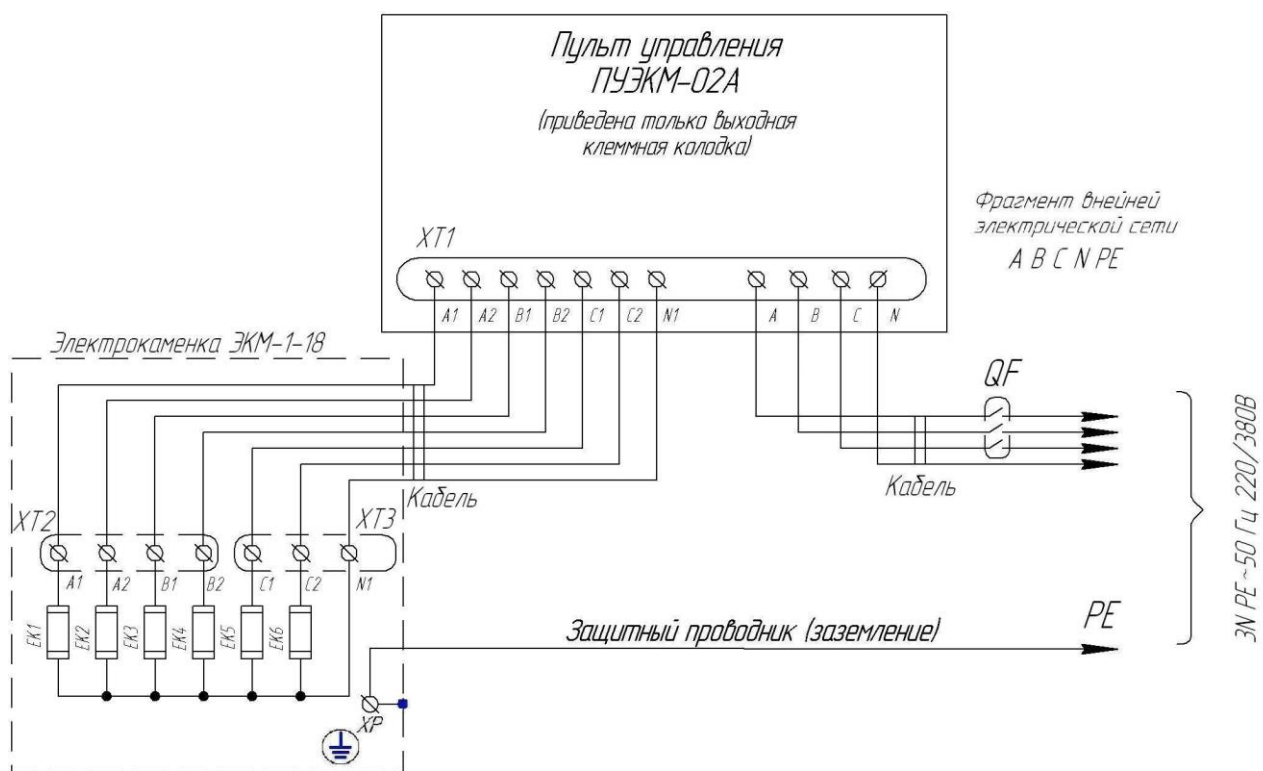 Пульт управления
ПУЭКМ-02А
(приведена только выходная
клеммная колодка)
Фрагмент внейней
электрической сети
A B C N PE
XT1
A1 A2 B1 B2 C1 C2 N1 A B C N
Электрокаменка ЭКМ-1-18
QF
Кабель
Кабель
3N PE~50 Гц 220/380В
XT2
XT3
A1 A2 B1 B2 C1 C2 N1
EK1 EK2 EK3 EK4 EK5 EK6
Защитный проводник (заземление)
PE
XP